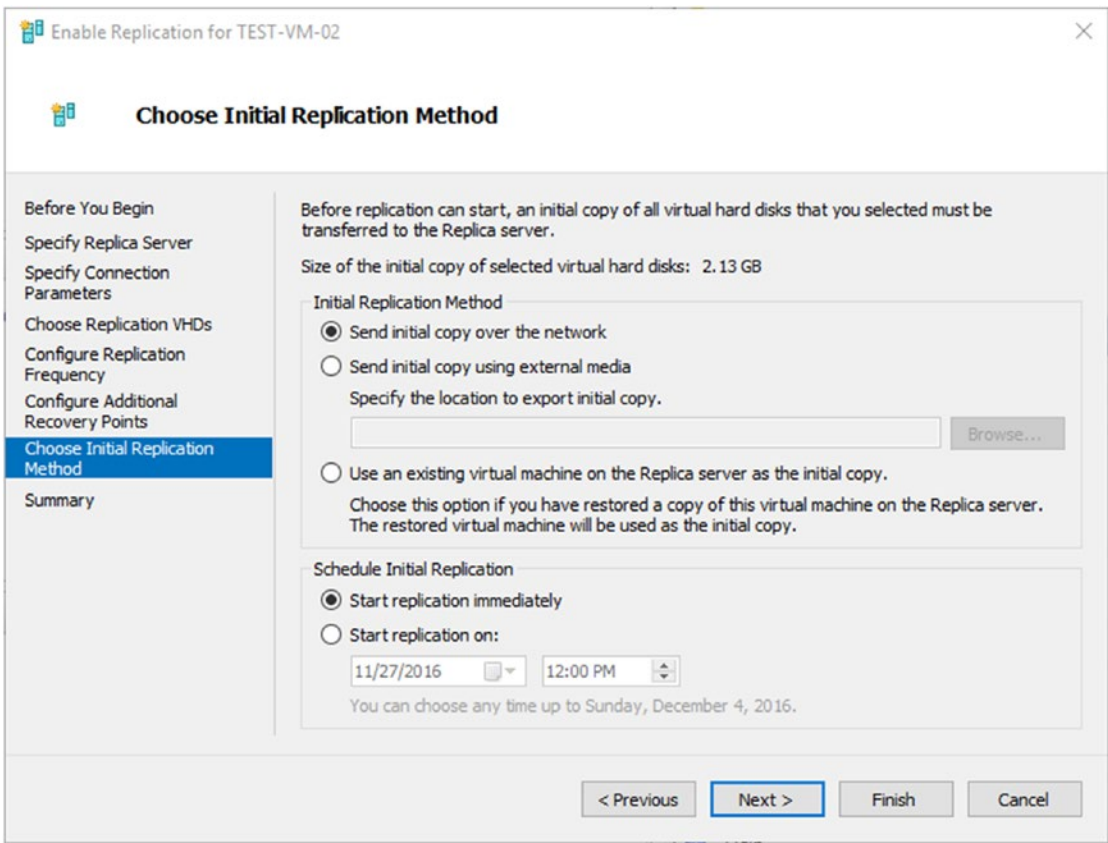 Enable Replication for TEST-VM-02
Choose Initial Replication Method
Before You Begin
Specify Replica Server
Specify Connection
Parameters
Choose Replication VHDs
Configure Replication
Frequency
Configure Additional
Recovery Points
Choose Initial Replication
Method
Summary
Before replication can start, an initial copy of all virtual hard disks that you selected must be
transferred to the Replica server.
Size of the initial copy of selected virtual hard disks: 2.13 GB
Initial Replication Method
Send initial copy over the network
Send initial copy using external media
Specify the location to export initial copy.
Browse...
Use an existing virtual machine on the Replica server as the initial copy.
Choose this option if you have restored a copy of this virtual machine on the Replica server.
The restored virtual machine will be used as the initial copy.
Schedule Initial Replication
Start replication immediately
Start replication on:
11/27/2016 12:00 PM
You can choose any time up to Sunday, December 4, 2016.
< Previous Next > Finish Cancel